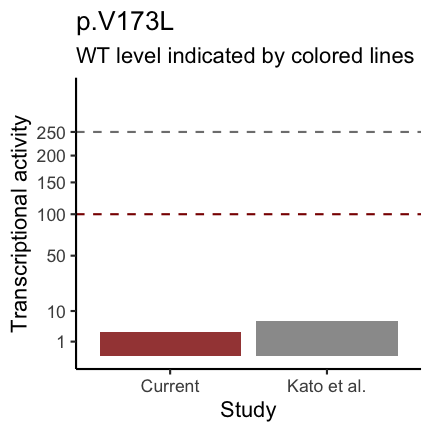 p.V173L
WT level indicated by colored lines
Transcriptional activity
250
200
150
100
50
10
1
Current
Kato et al.
Study